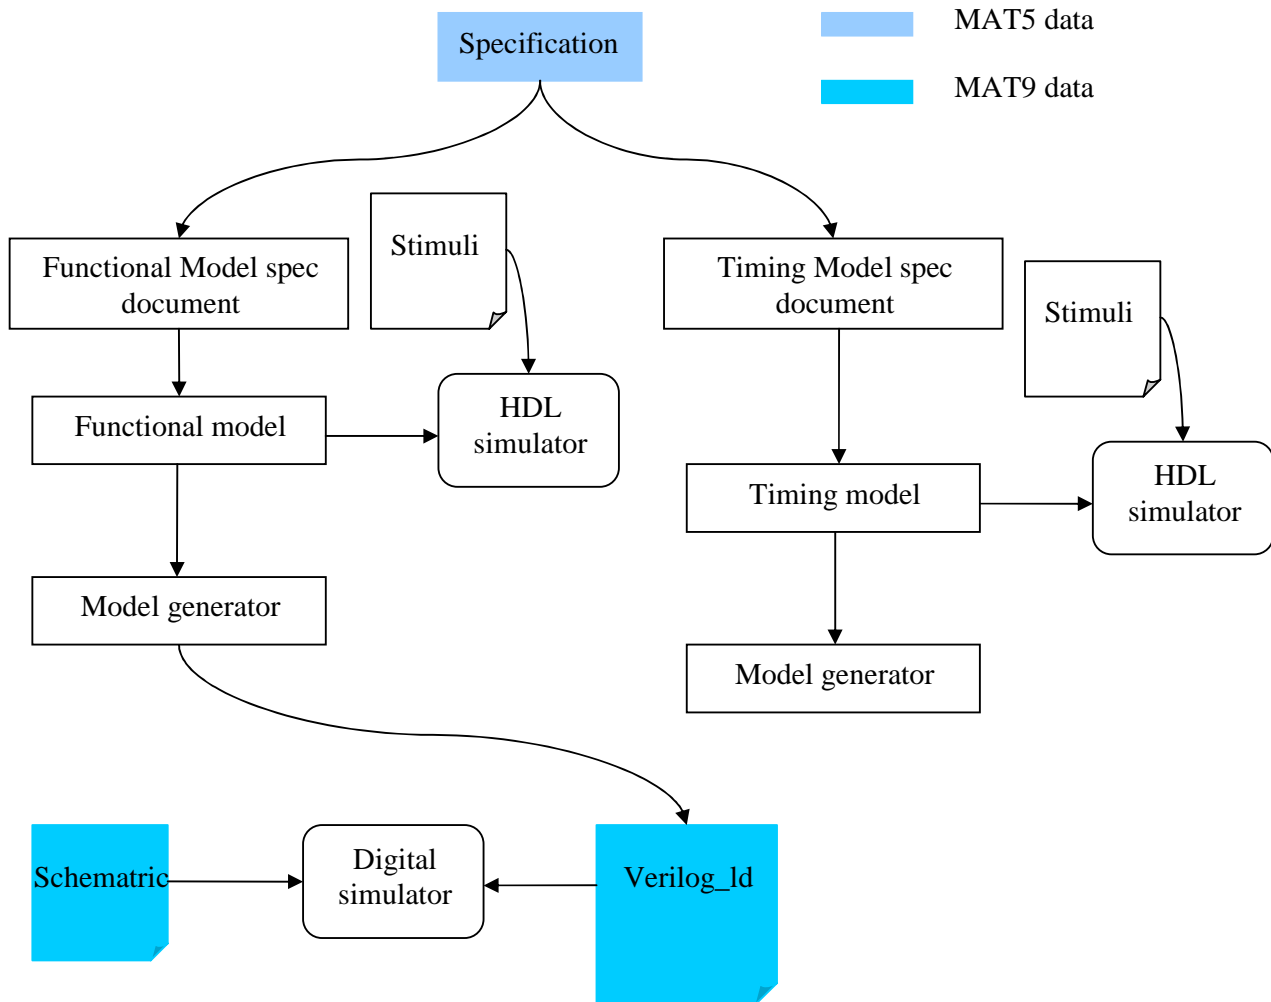 Specification
MAT5 data
MAT9 data
Functional Model spec
document
Stimuli
Timing Model spec
document
Stimuli
Functional model
HDL
simulator
Timing model
HDL
simulator
Model generator
Model generator
Schematric
Digital
simulator
Verilog_ld